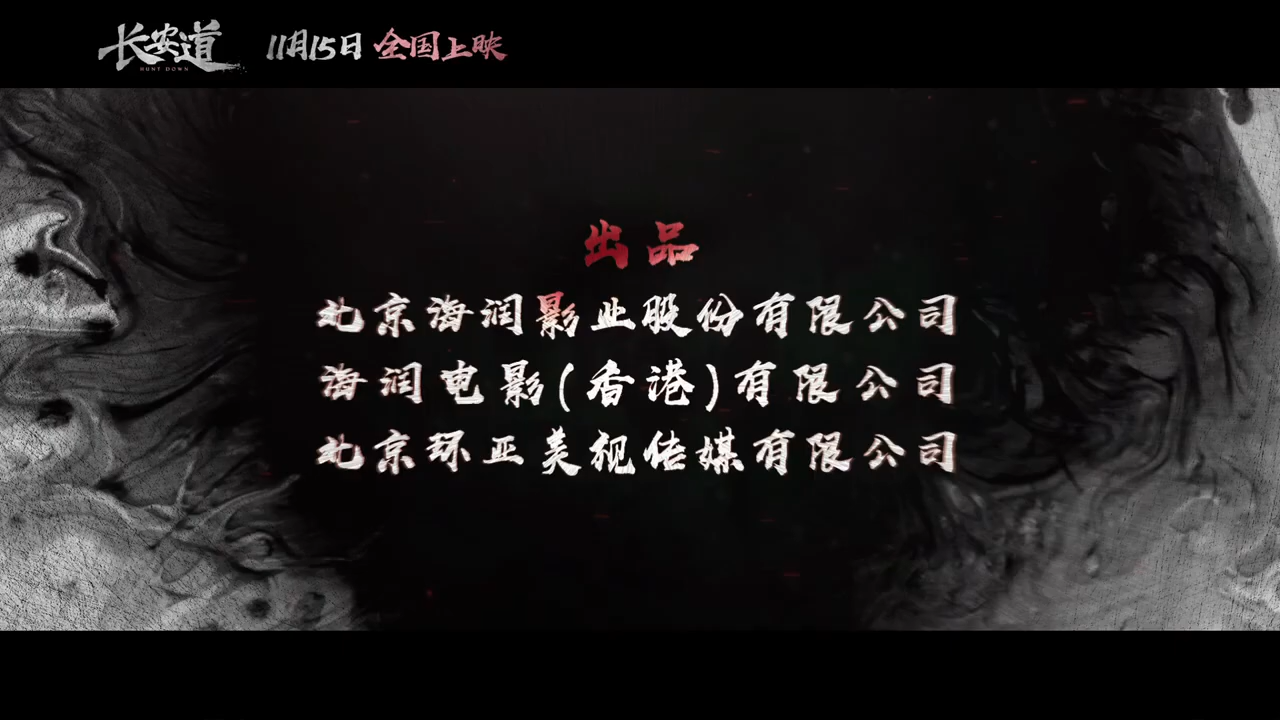 长安道
HUNT DOWN
11月15日 全国上映
出品
北京海润影业股份有限公司
海润电影(香港)有限公司
北京环亚美视传媒有限公司